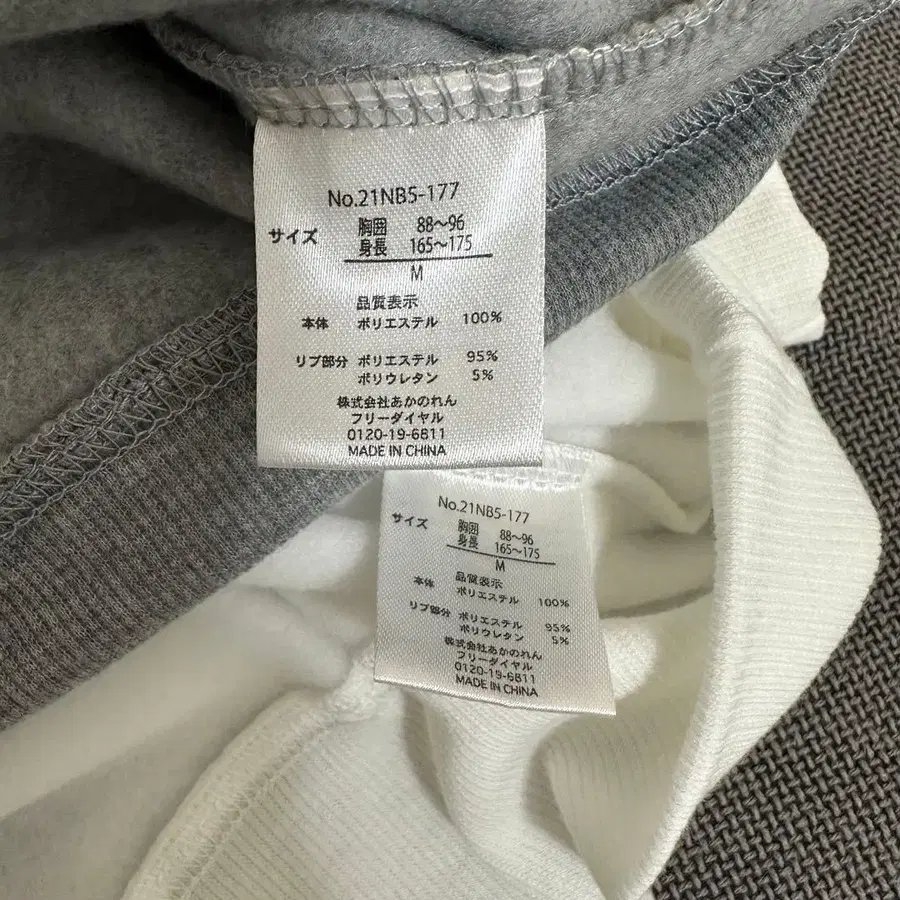 No.21NB5-177
サイズ 胸囲 88～96
身長 165～175
M
品質表示
本体 ポリエステル 100%
リブ部分 ポリエステル 95%
ポリウレタン 5%
株式会社あかのれん
フリーダイヤル
0120-19-6811
MADE IN CHINA
No.21NB5-177
サイズ 胸囲 88～96
身長 165～175
M
品質表示
本体 ポリエステル 100%
リブ部分 ポリエステル 95%
ポリウレタン 5%
株式会社あかのれん
フリーダイヤル
0120-19-6811
MADE IN CHINA